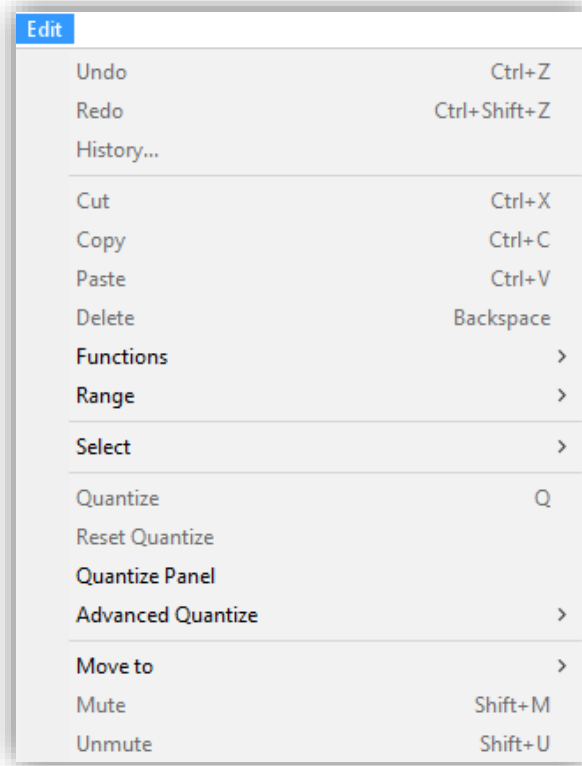 Edit
Undo Ctrl+Z
Redo Ctrl+Shift+Z
History...
Cut Ctrl+X
Copy Ctrl+C
Paste Ctrl+V
Delete Backspace
Functions >
Range >
Select >
Quantize Q
Reset Quantize
Quantize Panel
Advanced Quantize >
Move to >
Mute Shift+M
Unmute Shift+U